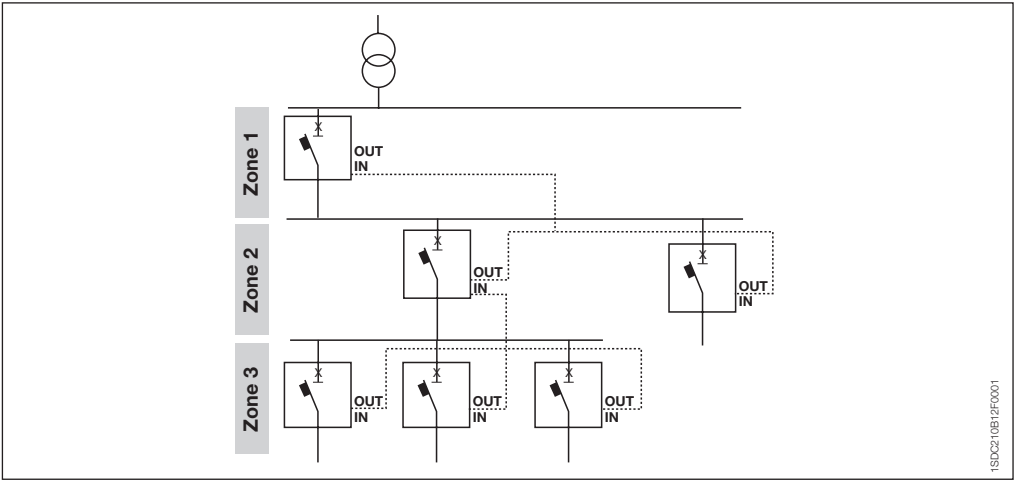 Zone 1
OUT
IN
Zone 2
OUT
IN
OUT
IN
Zone 3
OUT
IN
OUT
IN
OUT
IN
1SDC210B12F0001